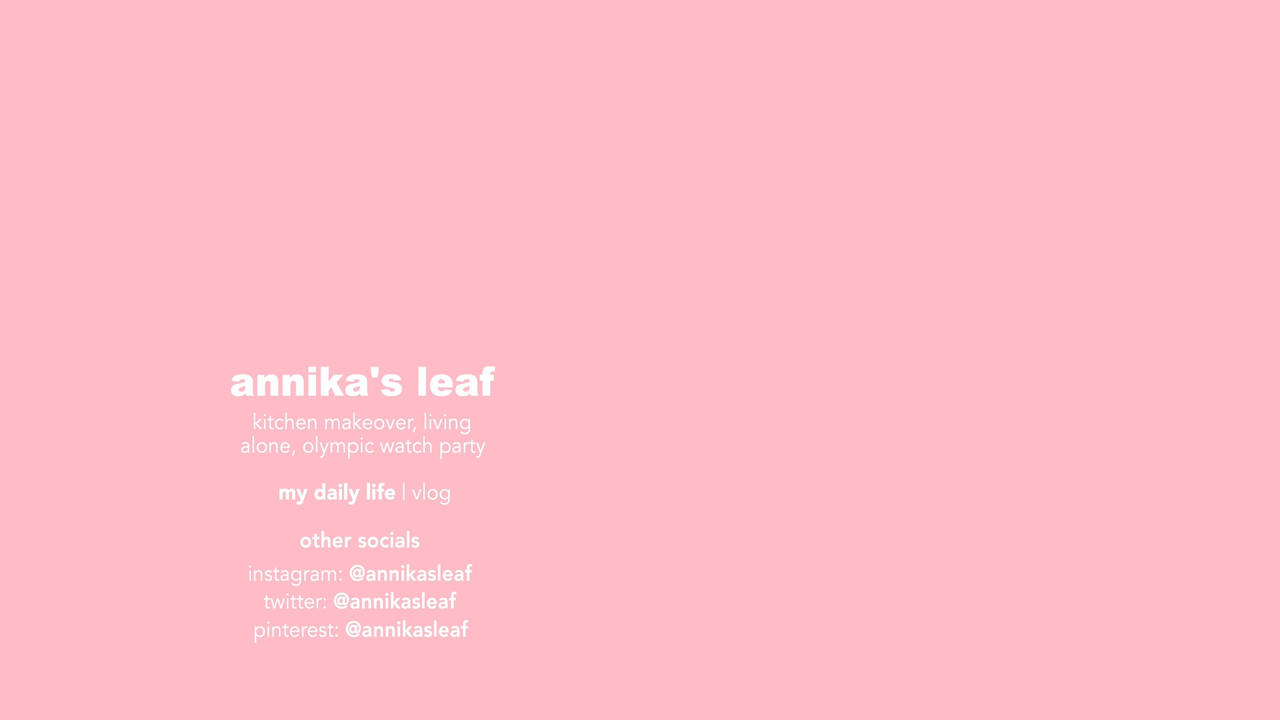 annika's leaf
kitchen makeover, living
alone, olympic watch party
my daily life | vlog
other socials
instagram: @annikasleaf
twitter: @annikasleaf
pinterest: @annikasleaf